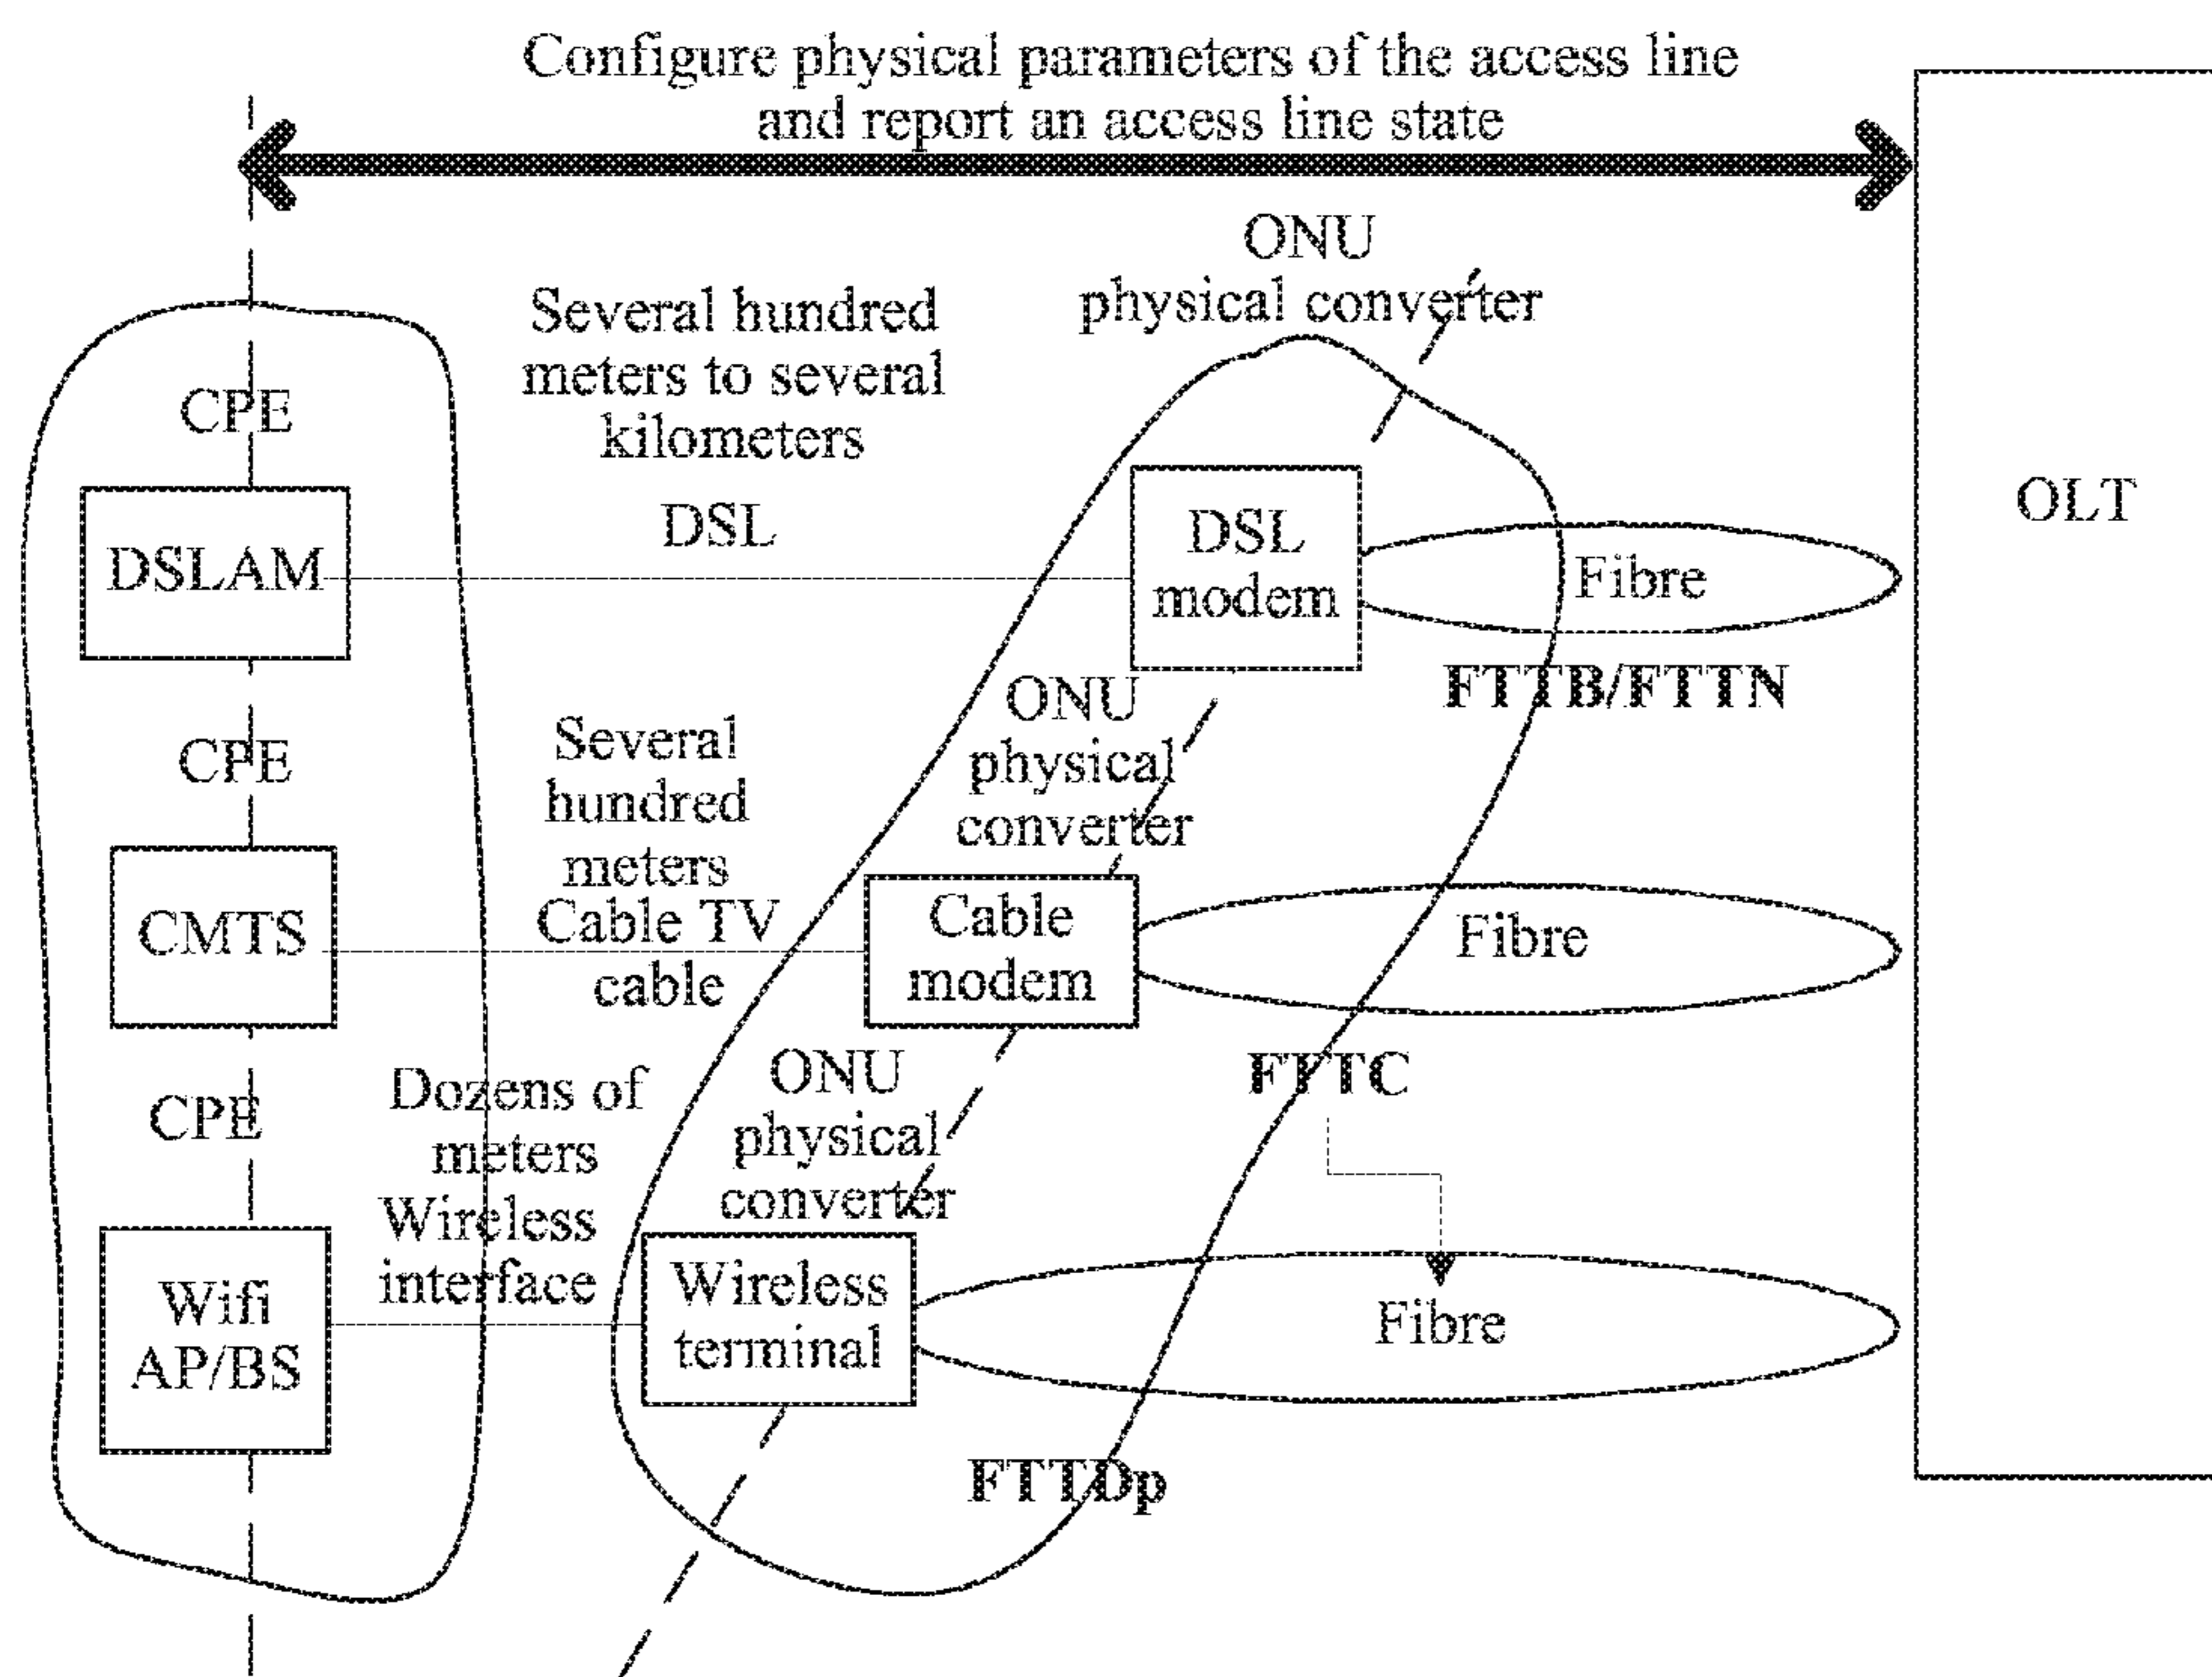 Configure physical parameters of the access line
and report an access line state
ONU
physical converter
Several hundred
meters to several
kilometers
CPE
OLT
DSL
DSLAM
DSL
modem
Fibre
FTTB/FTTN
ONU
physical
converter
CPE
Several
hundred
meters
Cable TV
cable
CMTS
Cable
modem
Fibre
FTTC
ONU
physical
converter
CPE
Dozens of
meters
Wireless
interface
Wifi
AP/BS
Wireless
terminal
Fibre
FTTDp